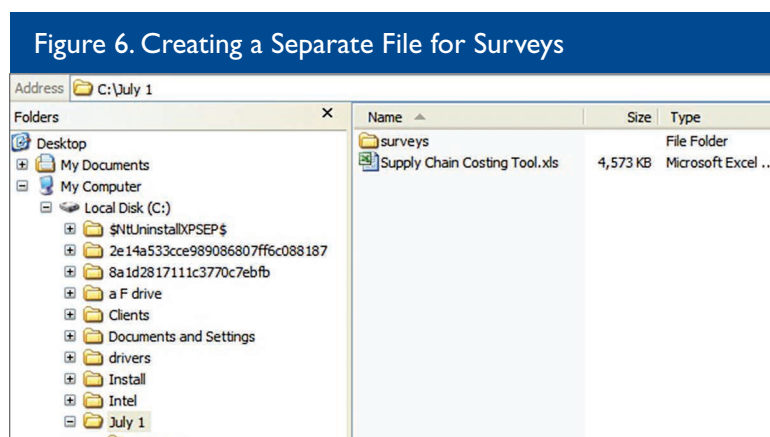 Figure 6. Creating a Separate File for Surveys
Address C:\July 1
Folders
Name Size Type
Desktop
My Documents
My Computer
Local Disk (C:)
$NtUninstallXPSEP$
2e14a533cce989086807ff6c088187
8a1d2817111c3770c7ebfb
a F drive
Clients
Documents and Settings
drivers
Install
Intel
July 1
surveys File Folder
Supply Chain Costing Tool.xls 4,573 KB Microsoft Excel ...